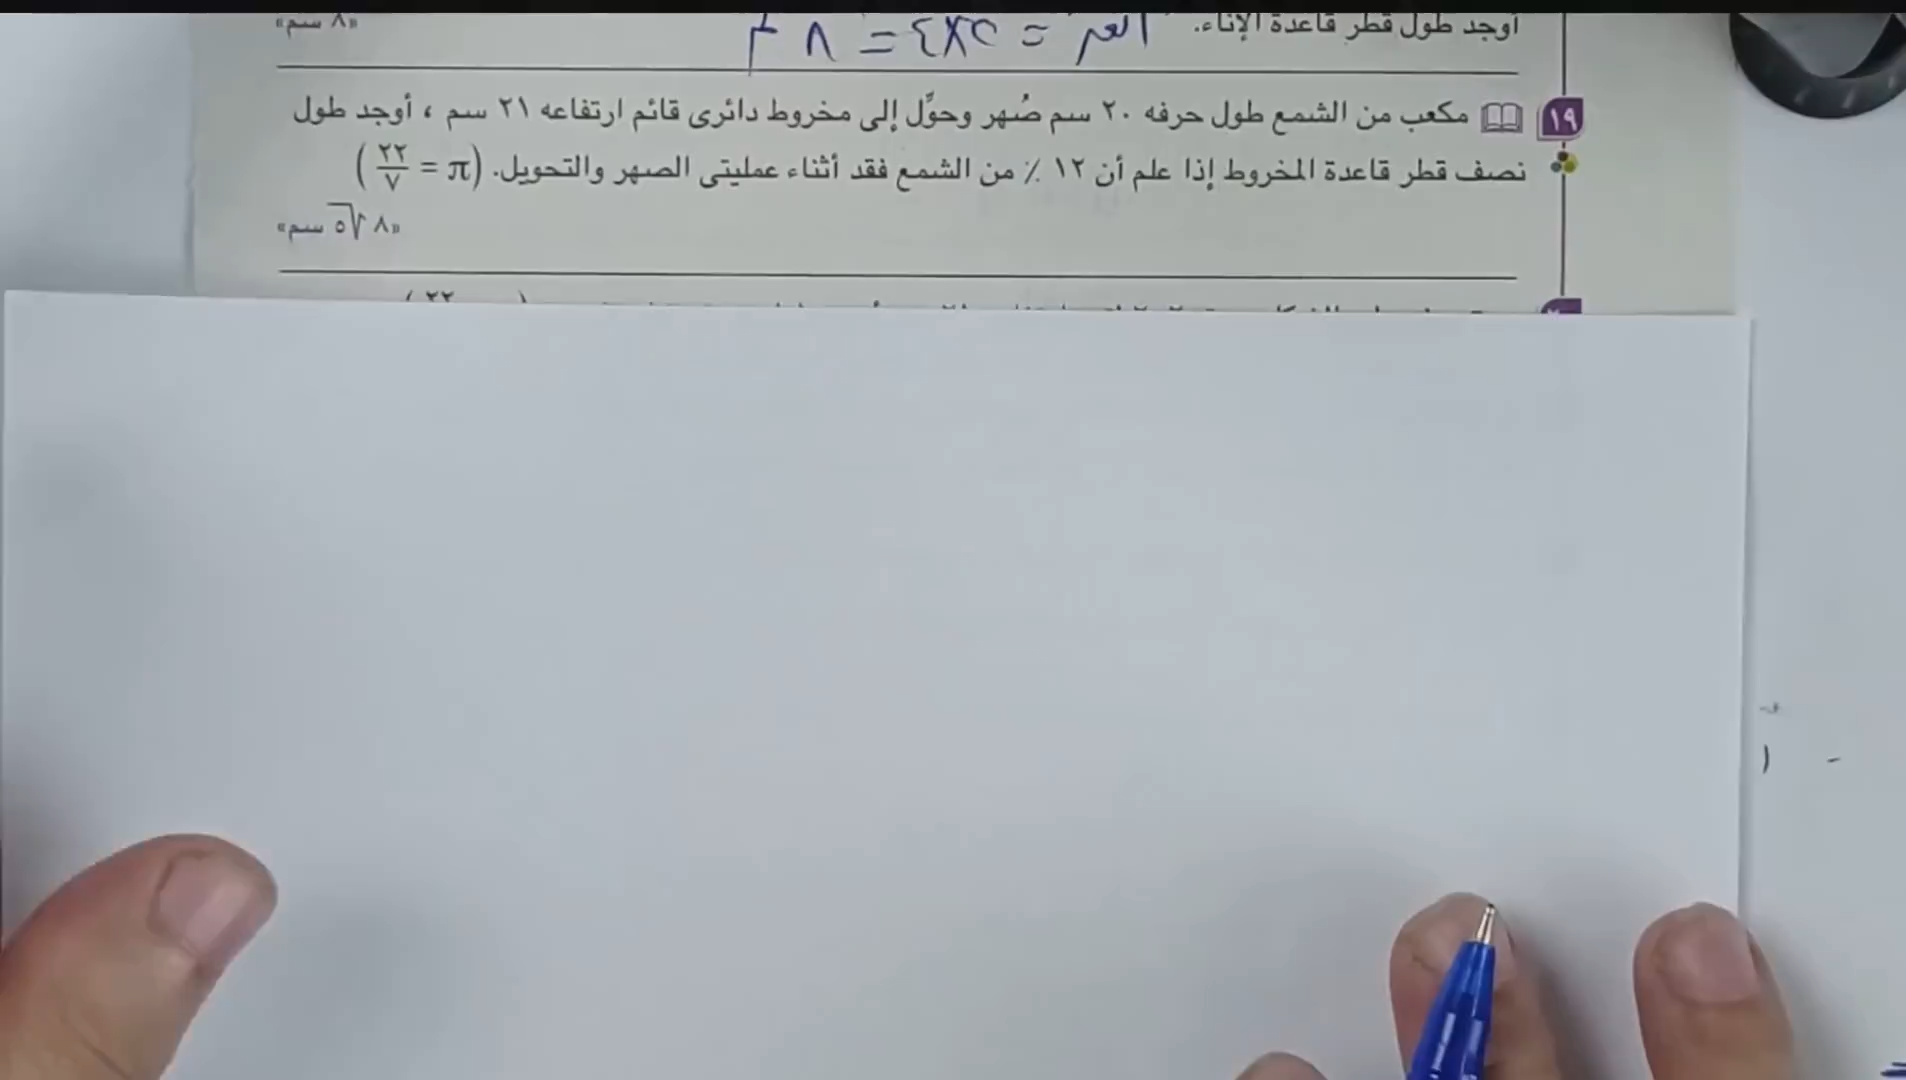 أوجد طول قطر قاعدة الإناء. القطر = ٢×٤ = ٨ سم «٨ سم»
١٩ مكعب من الشمع طول حرفه ٢٠ سم صُهر وحوِّل إلى مخروط دائرى قائم ارتفاعه ٢١ سم ، أوجد طول
نصف قطر قاعدة المخروط إذا علم أن ١٢ ٪ من الشمع فقد أثناء عمليتى الصهر والتحويل. (π = ٢٢/٧)
«٨√٥ سم»